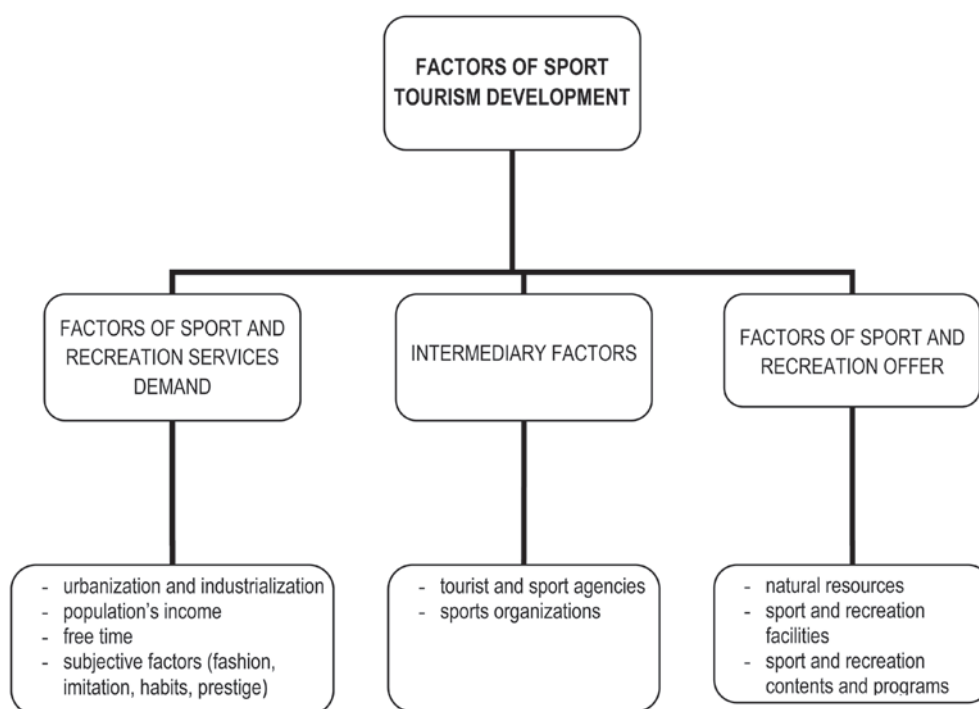 FACTORS OF SPORT
TOURISM DEVELOPMENT
FACTORS OF SPORT AND
RECREATION SERVICES
DEMAND
INTERMEDIARY FACTORS
FACTORS OF SPORT AND
RECREATION OFFER
- urbanization and industrialization
- population's income
- free time
- subjective factors (fashion,
imitation, habits, prestige)
- tourist and sport agencies
- sports organizations
- natural resources
- sport and recreation
facilities
- sport and recreation
contents and programs